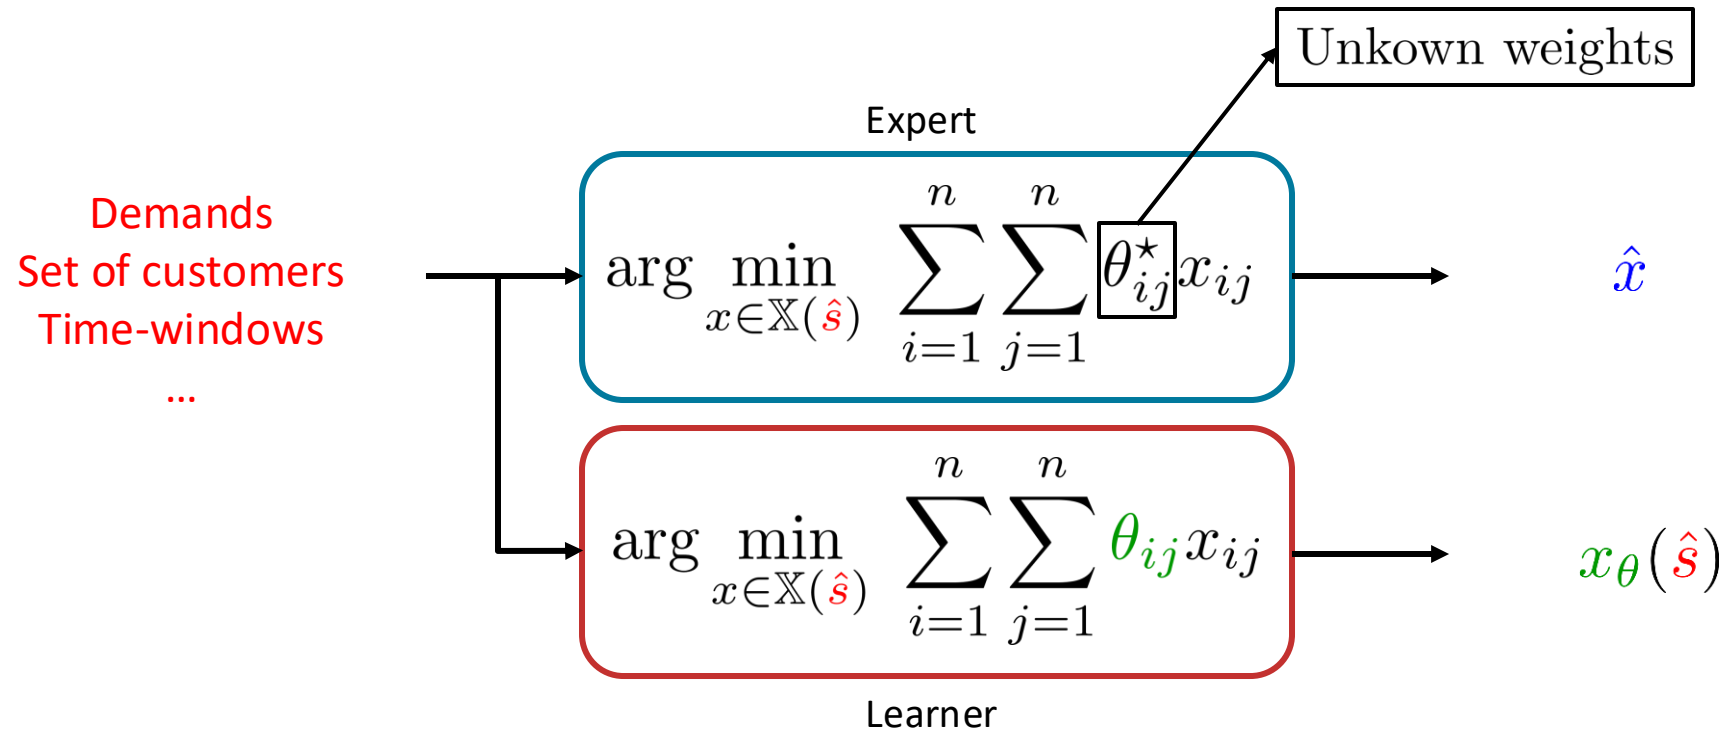 Unkown weights
Expert
Demands
Set of customers
Time-windows
...
arg min_{x∈𝕏(ŝ)} ∑_{i=1}^{n} ∑_{j=1}^{n} θ^⋆_{ij} x_{ij}
x̂
arg min_{x∈𝕏(ŝ)} ∑_{i=1}^{n} ∑_{j=1}^{n} θ_{ij} x_{ij}
x_θ(ŝ)
Learner